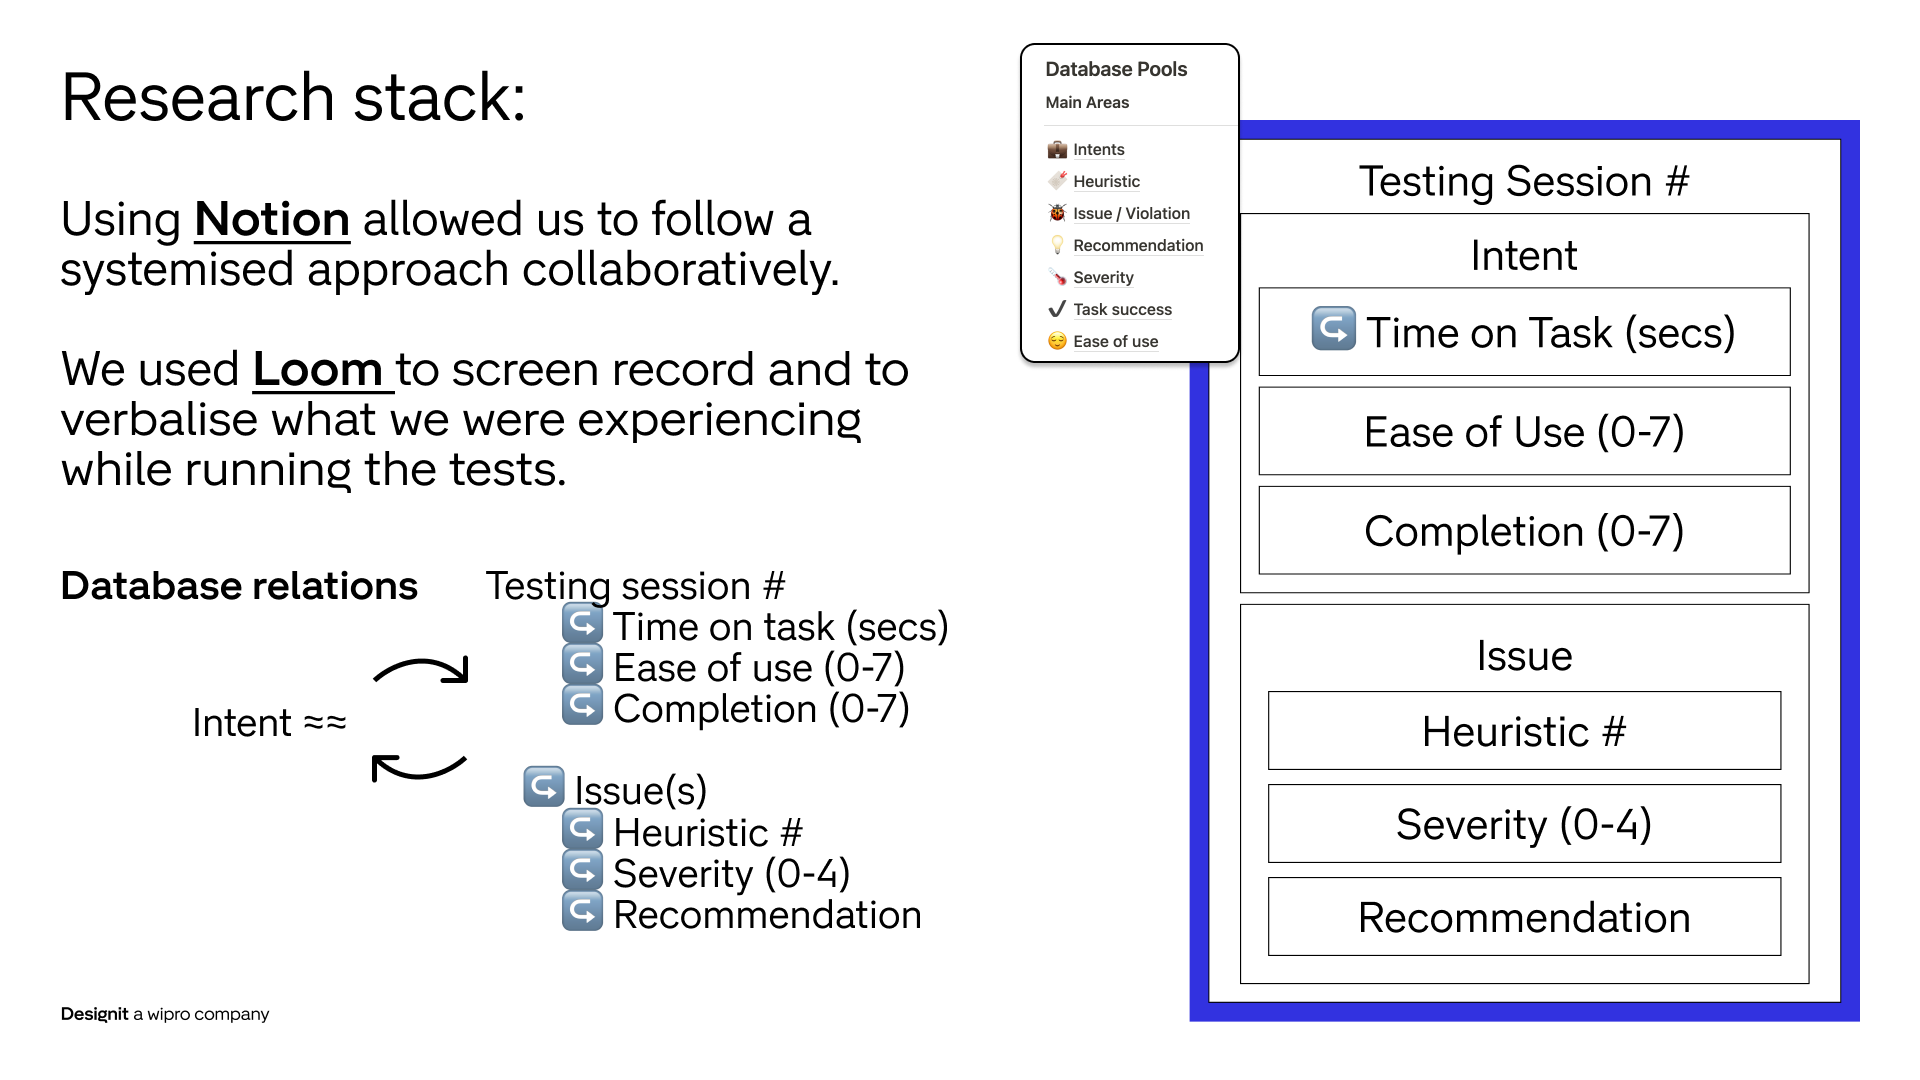 Research stack:
Using Notion allowed us to follow a
systemised approach collaboratively.
We used Loom to screen record and to
verbalise what we were experiencing
while running the tests.
Database relations
Intent ≈≈
Testing session #
↪️ Time on task (secs)
↪️ Ease of use (0-7)
↪️ Completion (0-7)
↪️ Issue(s)
↪️ Heuristic #
↪️ Severity (0-4)
↪️ Recommendation
Designit a wipro company
Database Pools
Main Areas
Intents
Heuristic
Issue / Violation
Recommendation
Severity
Task success
Ease of use
Testing Session #
Intent
↪️ Time on Task (secs)
Ease of Use (0-7)
Completion (0-7)
Issue
Heuristic #
Severity (0-4)
Recommendation